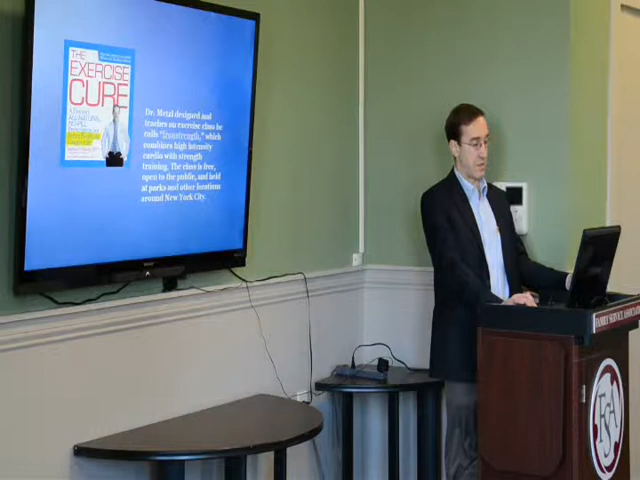 THE
EXERCISE
CURE
Dr. Metzl designed and
teaches an exercise class he
calls "Ironstrength," which
combines high intensity
cardio with strength
training. The class is free,
open to the public, and held
at parks and other locations
around New York City.
FAMILY SERVICE ASSOCIATION
FSA